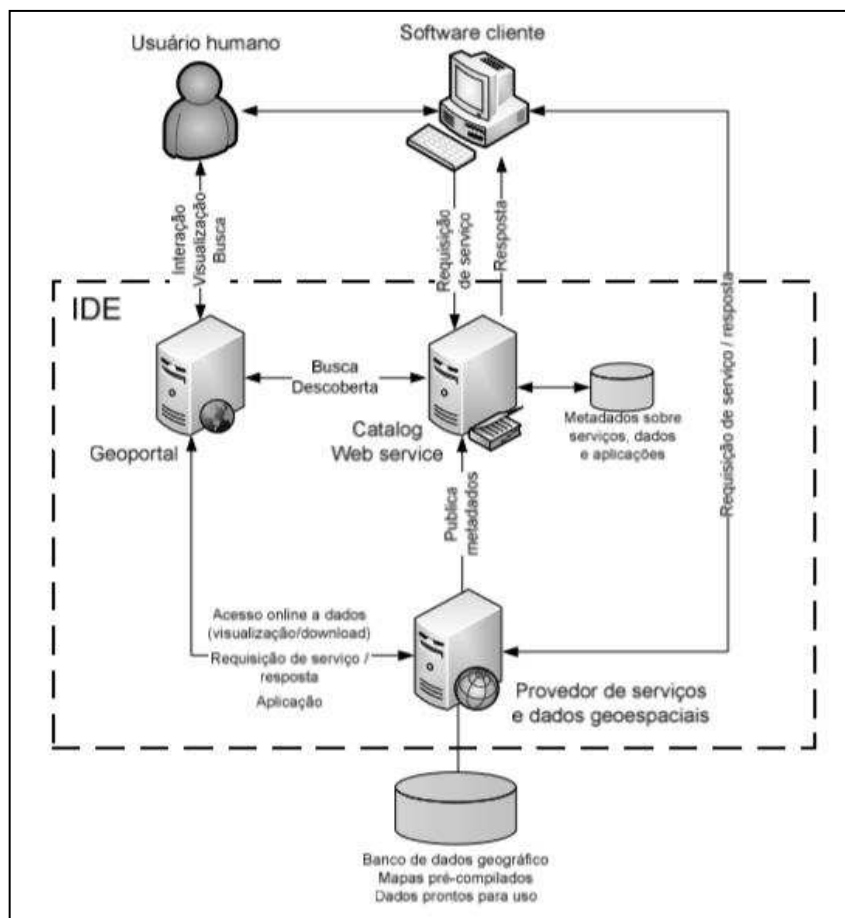 Usuário humano
Software cliente
Interação
Visualização
Busca
Requisição
de serviço
Resposta
Requisição de serviço / resposta
IDE
Busca
Descoberta
Geoportal
Catalog
Web service
Metadados sobre
serviços, dados
e aplicações
Publica
metadados
Acesso online a dados
(visualização/download)
Requisição de serviço /
resposta
Aplicação
Provedor de serviços
e dados geoespaciais
Banco de dados geográfico
Mapas pré-compilados
Dados prontos para uso